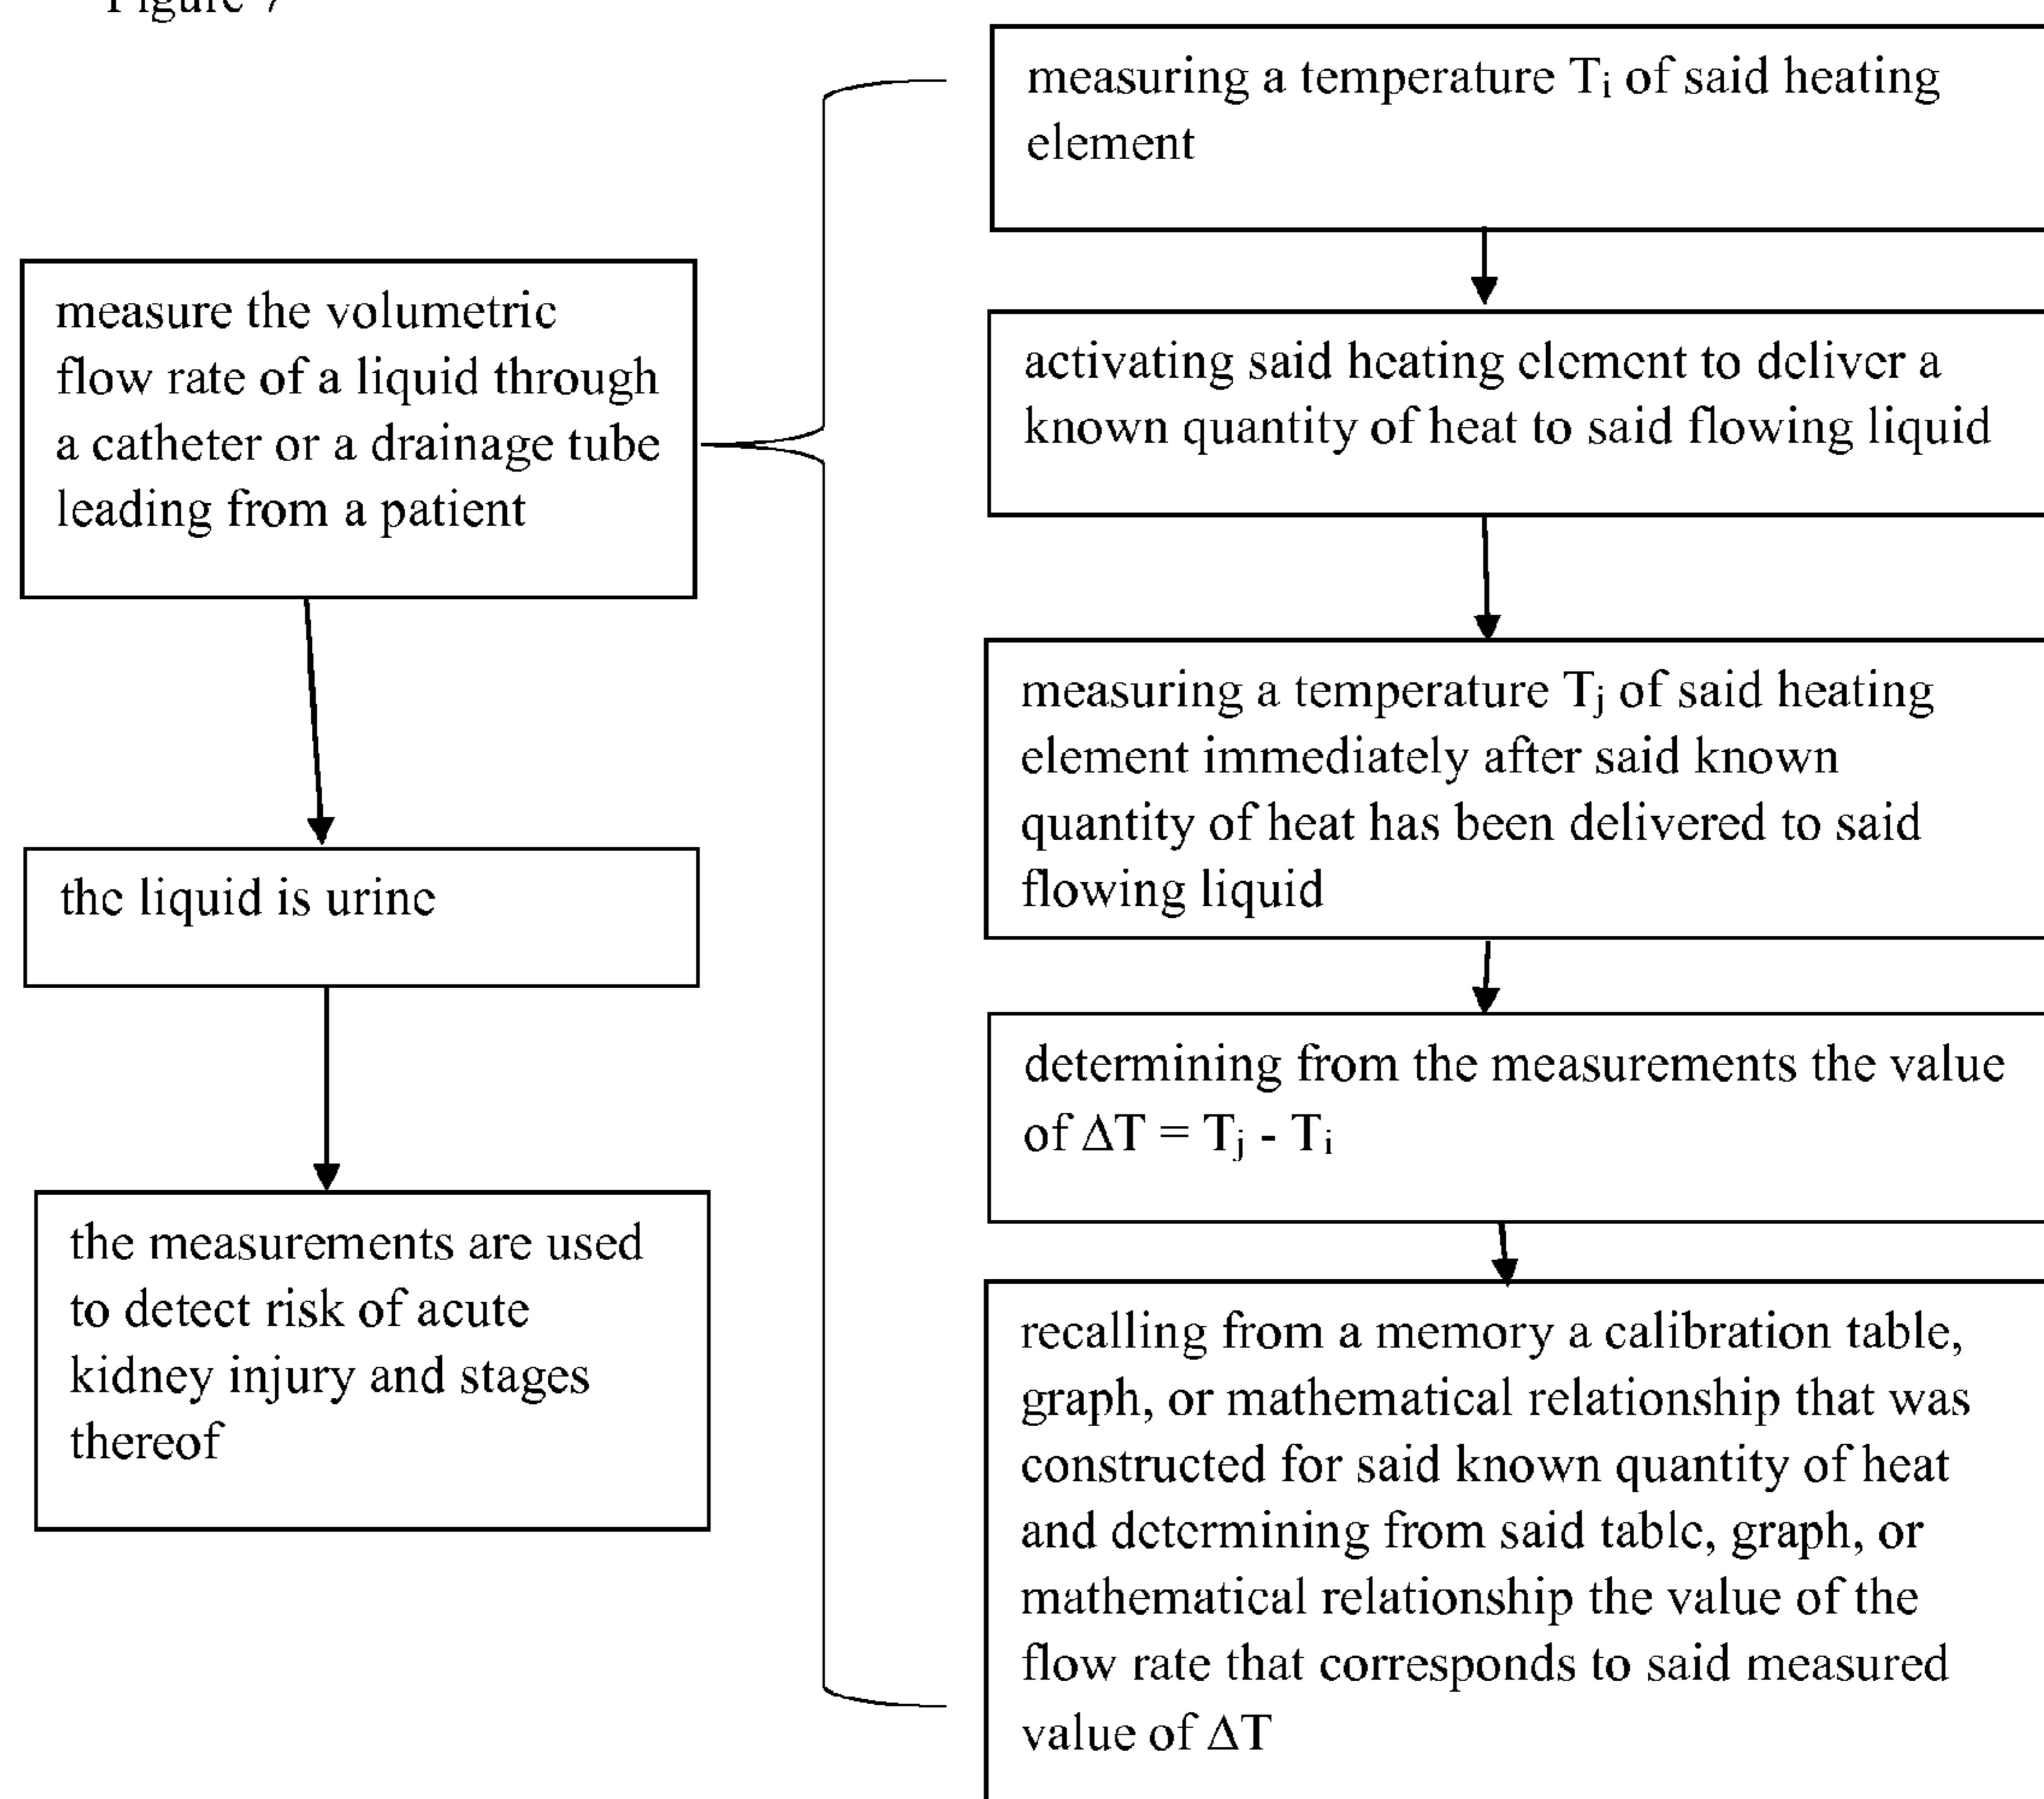 Figure 7
measure the volumetric
flow rate of a liquid through
a catheter or a drainage tube
leading from a patient
the liquid is urine
the measurements are used
to detect risk of acute
kidney injury and stages
thereof
measuring a temperature Ti of said heating
element
activating said heating element to deliver a
known quantity of heat to said flowing liquid
measuring a temperature Tj of said heating
element immediately after said known
quantity of heat has been delivered to said
flowing liquid
determining from the measurements the value
of ΔT = Tj - Ti
recalling from a memory a calibration table,
graph, or mathematical relationship that was
constructed for said known quantity of heat
and determining from said table, graph, or
mathematical relationship the value of the
flow rate that corresponds to said measured
value of ΔT